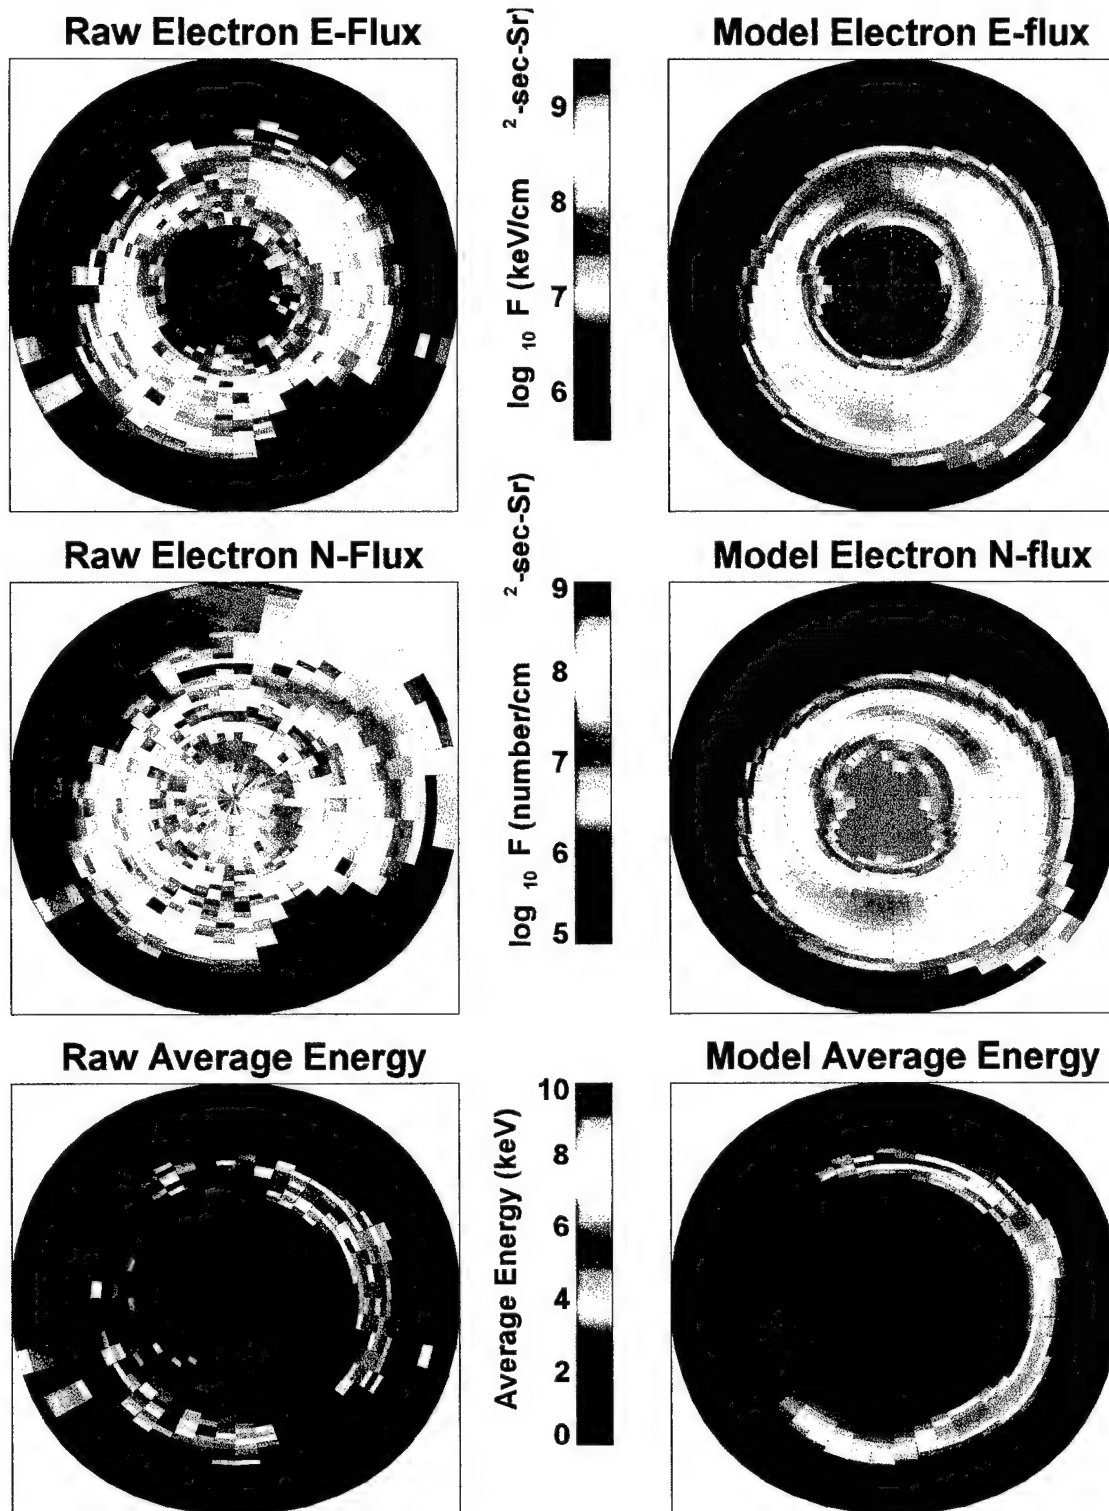 Raw Electron E-Flux
Model Electron E-flux
log 10 F (keV/cm 2-sec-Sr)
9
8
7
6
Raw Electron N-Flux
Model Electron N-flux
log 10 F (number/cm 2-sec-Sr)
9
8
7
6
5
Raw Average Energy
Model Average Energy
Average Energy (keV)
10
8
6
4
2
0